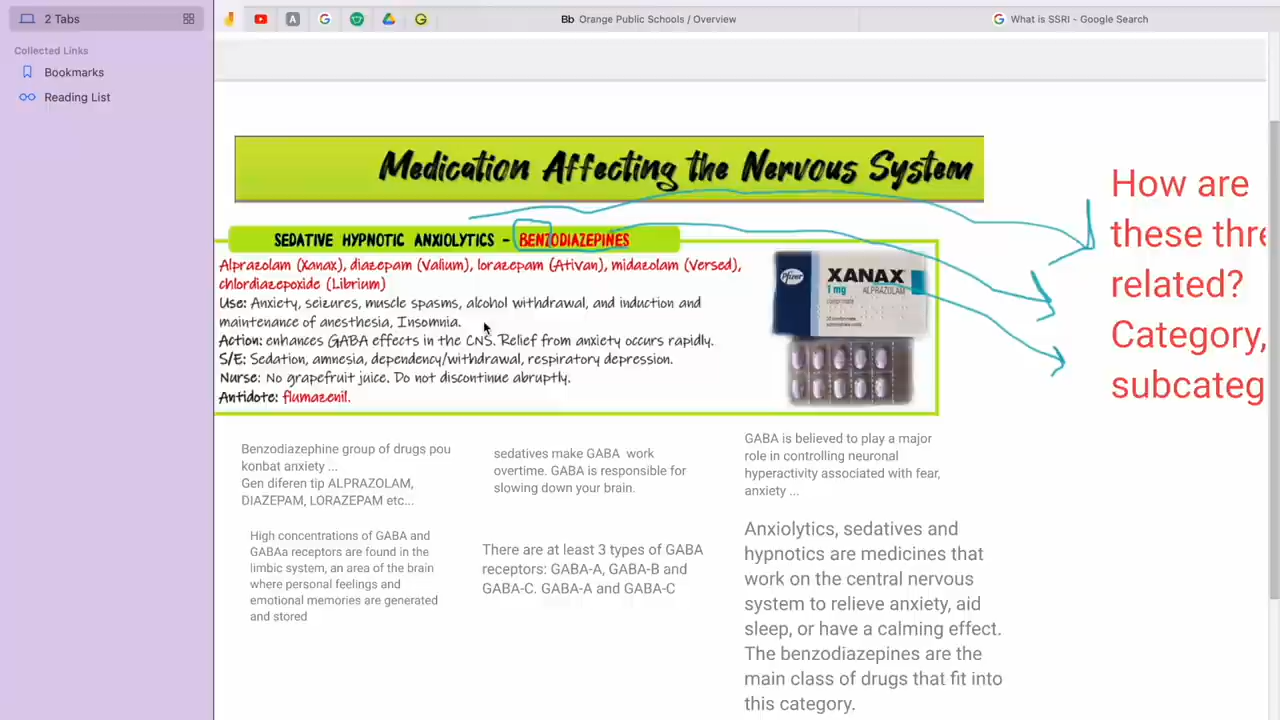 2 Tabs
Collected Links
Bookmarks
Reading List
Bb Orange Public Schools / Overview
What is SSRI - Google Search
Medication Affecting the Nervous System
SEDATIVE HYPNOTIC ANXIOLYTICS - BENZODIAZEPINES
Alprazolam (Xanax), diazepam (Valium), lorazepam (Ativan), midazolam (Versed),
chlordiazepoxide (Librium)
Use: Anxiety, seizures, muscle spasms, alcohol withdrawal, and induction and
maintenance of anesthesia, Insomnia.
Action: enhances GABA effects in the CNS. Relief from anxiety occurs rapidly.
S/E: Sedation, amnesia, dependency/withdrawal, respiratory depression.
Nurse: No grapefruit juice. Do not discontinue abruptly.
Antidote: flumazenil.
Pfizer
XANAX
1 mg ALPRAZOLAM
How are
these thre
related?
Category,
subcateg
Benzodiazephine group of drugs pou
konbat anxiety ...
Gen diferen tip ALPRAZOLAM,
DIAZEPAM, LORAZEPAM etc...
sedatives make GABA work
overtime. GABA is responsible for
slowing down your brain.
GABA is believed to play a major
role in controlling neuronal
hyperactivity associated with fear,
anxiety ...
High concentrations of GABA and
GABAa receptors are found in the
limbic system, an area of the brain
where personal feelings and
emotional memories are generated
and stored
There are at least 3 types of GABA
receptors: GABA-A, GABA-B and
GABA-C. GABA-A and GABA-C
Anxiolytics, sedatives and
hypnotics are medicines that
work on the central nervous
system to relieve anxiety, aid
sleep, or have a calming effect.
The benzodiazepines are the
main class of drugs that fit into
this category.